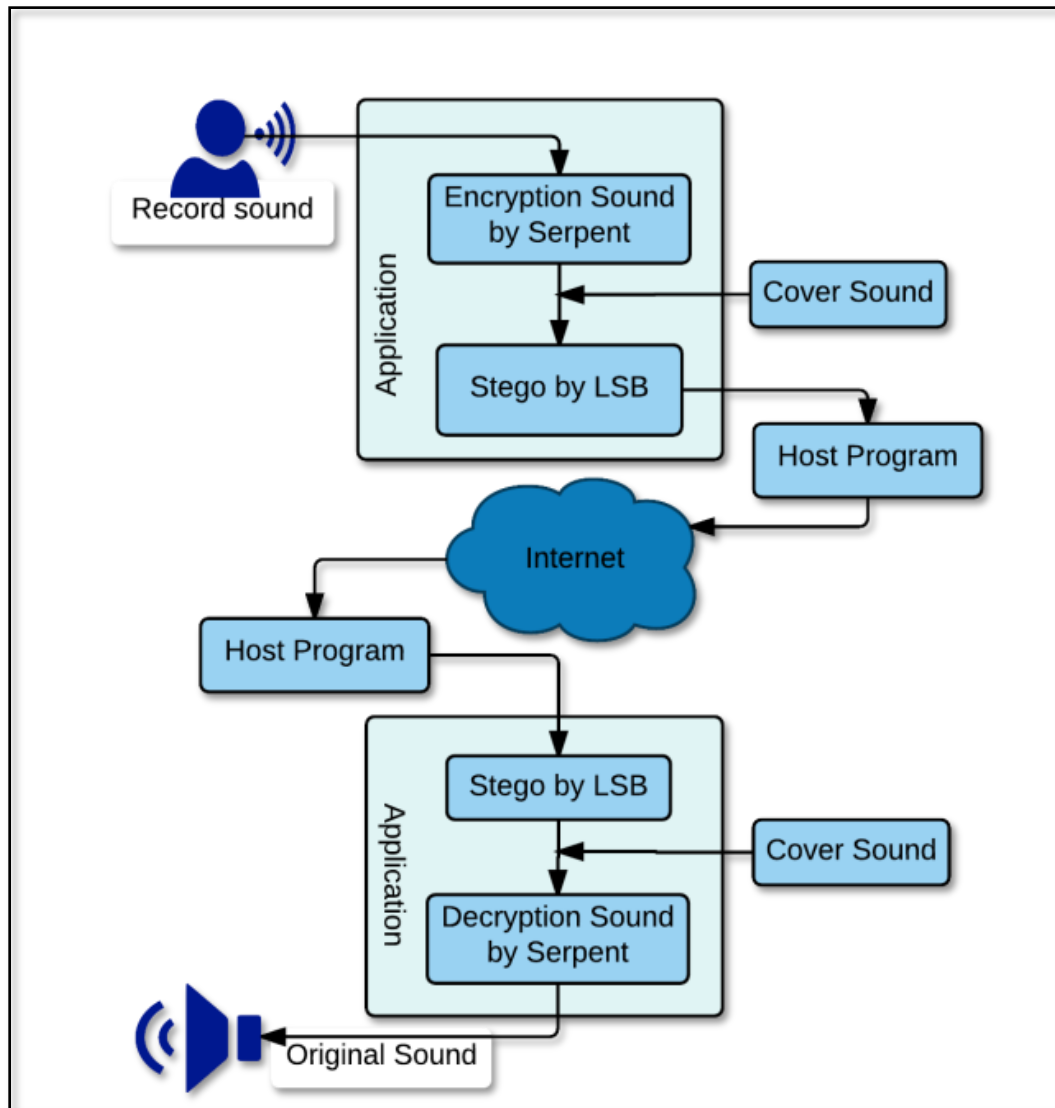 Record sound
Application
Encryption Sound
by Serpent
Cover Sound
Stego by LSB
Host Program
Internet
Host Program
Application
Stego by LSB
Cover Sound
Decryption Sound
by Serpent
Original Sound